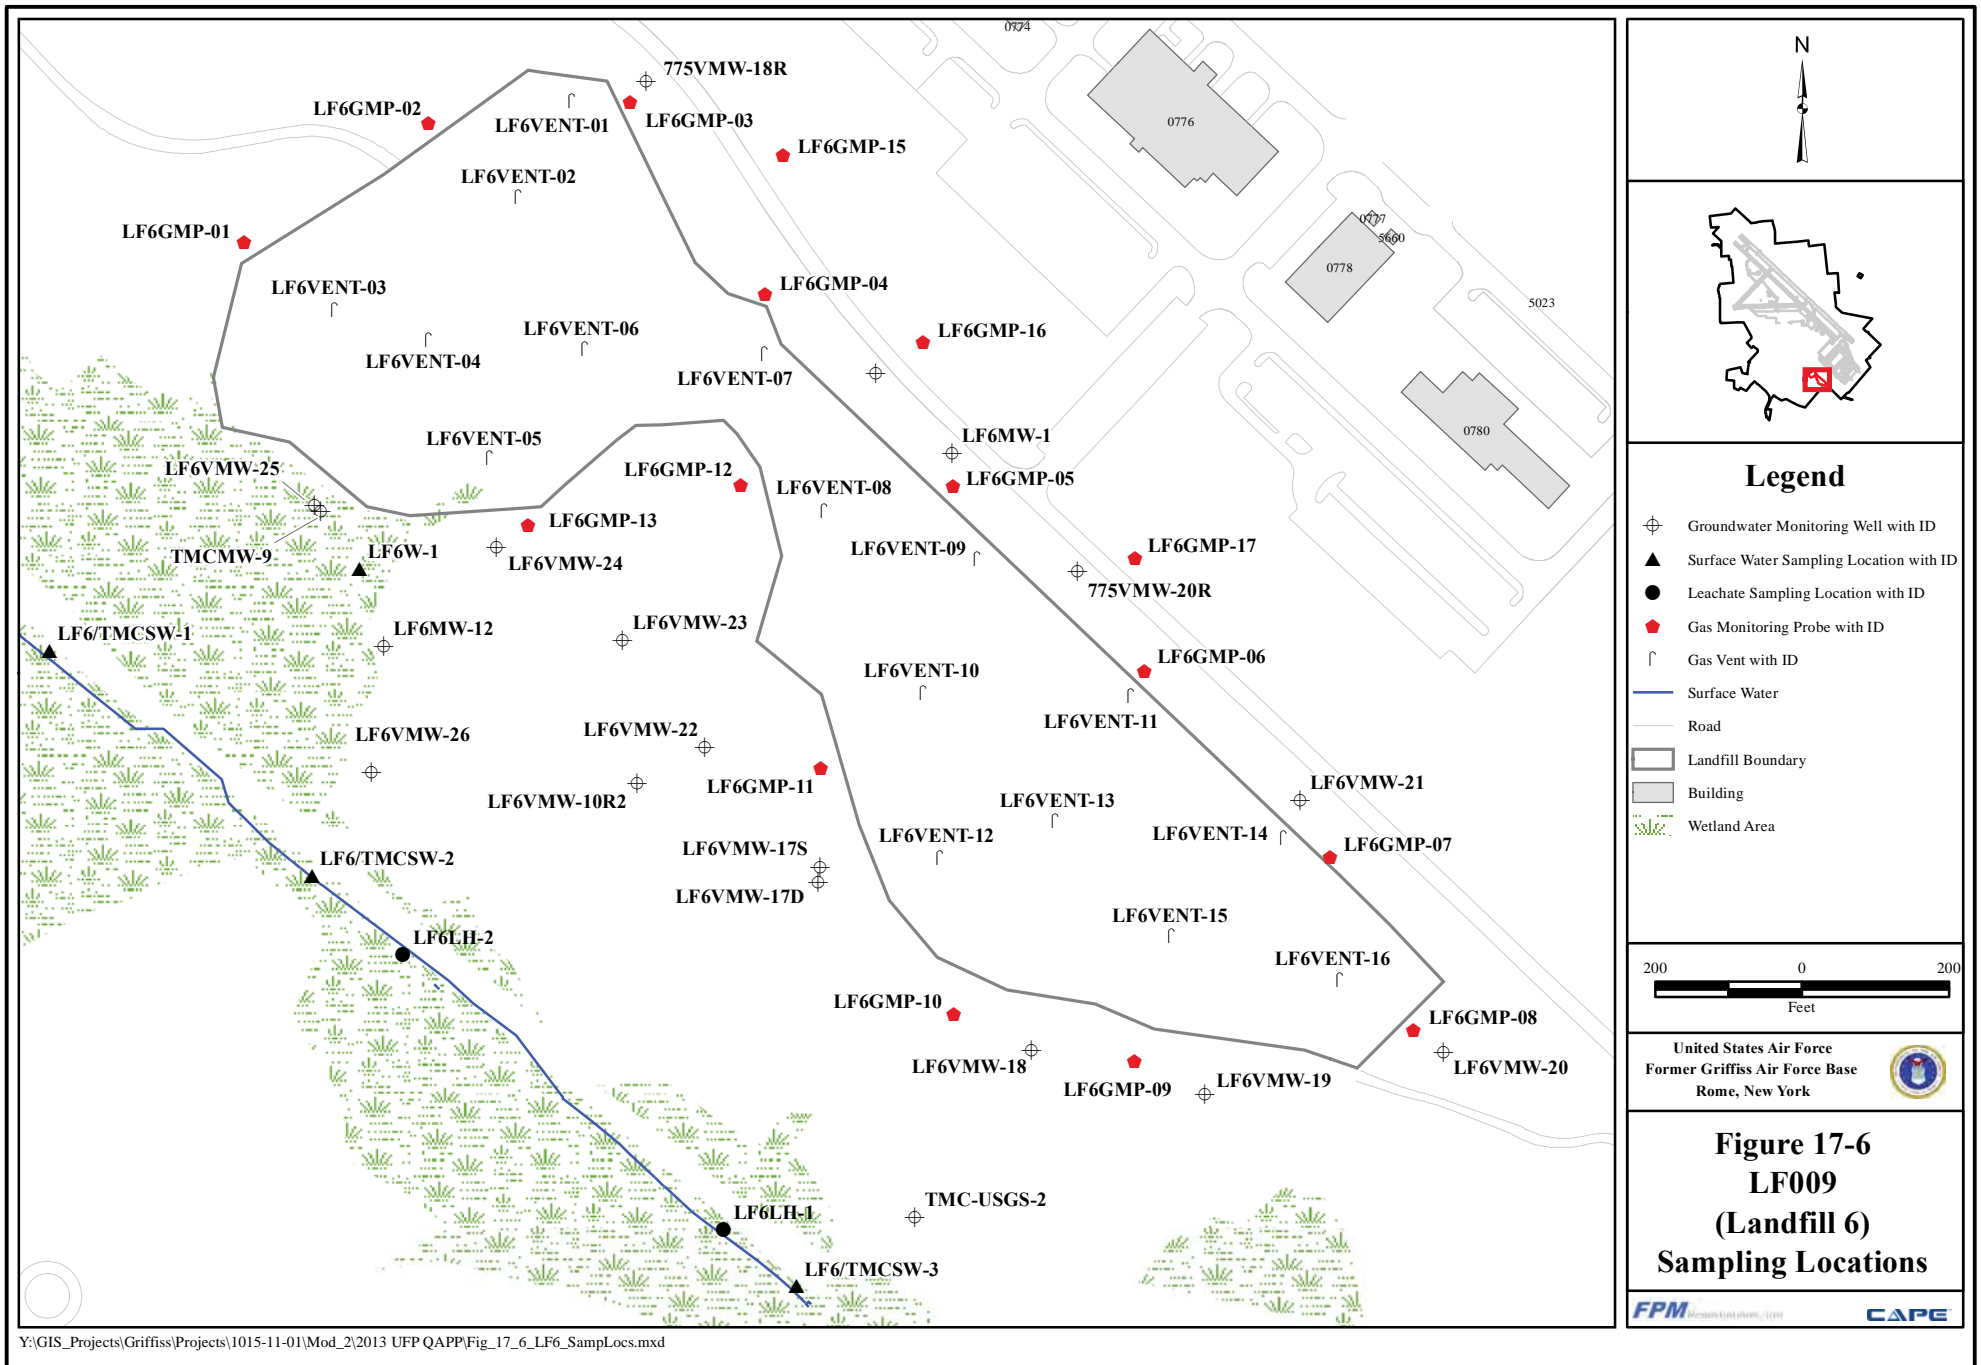 0774
775VMW-18R
LF6GMP-02
LF6GMP-03
LF6VENT-01
0776
LF6GMP-15
LF6VENT-02
LF6GMP-01
0777
5660
0778
LF6VENT-03
LF6GMP-04
5023
LF6VENT-06
LF6GMP-16
LF6VENT-04
LF6VENT-07
LF6MW-1
0780
LF6VENT-05
LF6VMW-25
LF6GMP-12
LF6GMP-05
LF6VENT-08
LF6GMP-13
LF6VENT-09
LF6GMP-17
TMCMW-9
LF6W-1
LF6VMW-24
775VMW-20R
LF6/TMCSW-1
LF6MW-12
LF6VMW-23
LF6GMP-06
LF6VENT-10
LF6VENT-11
LF6VMW-26
LF6VMW-22
LF6GMP-11
LF6VMW-21
LF6VMW-10R2
LF6VENT-13
LF6VENT-12
LF6VENT-14
LF6VMW-17S
LF6GMP-07
LF6/TMCSW-2
LF6VMW-17D
LF6VENT-15
LF6LH-2
LF6VENT-16
LF6GMP-10
LF6GMP-08
LF6VMW-18
LF6VMW-20
LF6GMP-09
LF6VMW-19
TMC-USGS-2
LF6LH-1
LF6/TMCSW-3
N
Legend
Groundwater Monitoring Well with ID
Surface Water Sampling Location with ID
Leachate Sampling Location with ID
Gas Monitoring Probe with ID
Gas Vent with ID
Surface Water
Road
Landfill Boundary
Building
Wetland Area
200 0 200
Feet
United States Air Force
Former Griffiss Air Force Base
Rome, New York
Figure 17-6
LF009
(Landfill 6)
Sampling Locations
FPM
CAPE
Y:\GIS_Projects\Griffiss\Projects\1015-11-01\Mod_2\2013 UFP QAPP\Fig_17_6_LF6_SampLocs.mxd